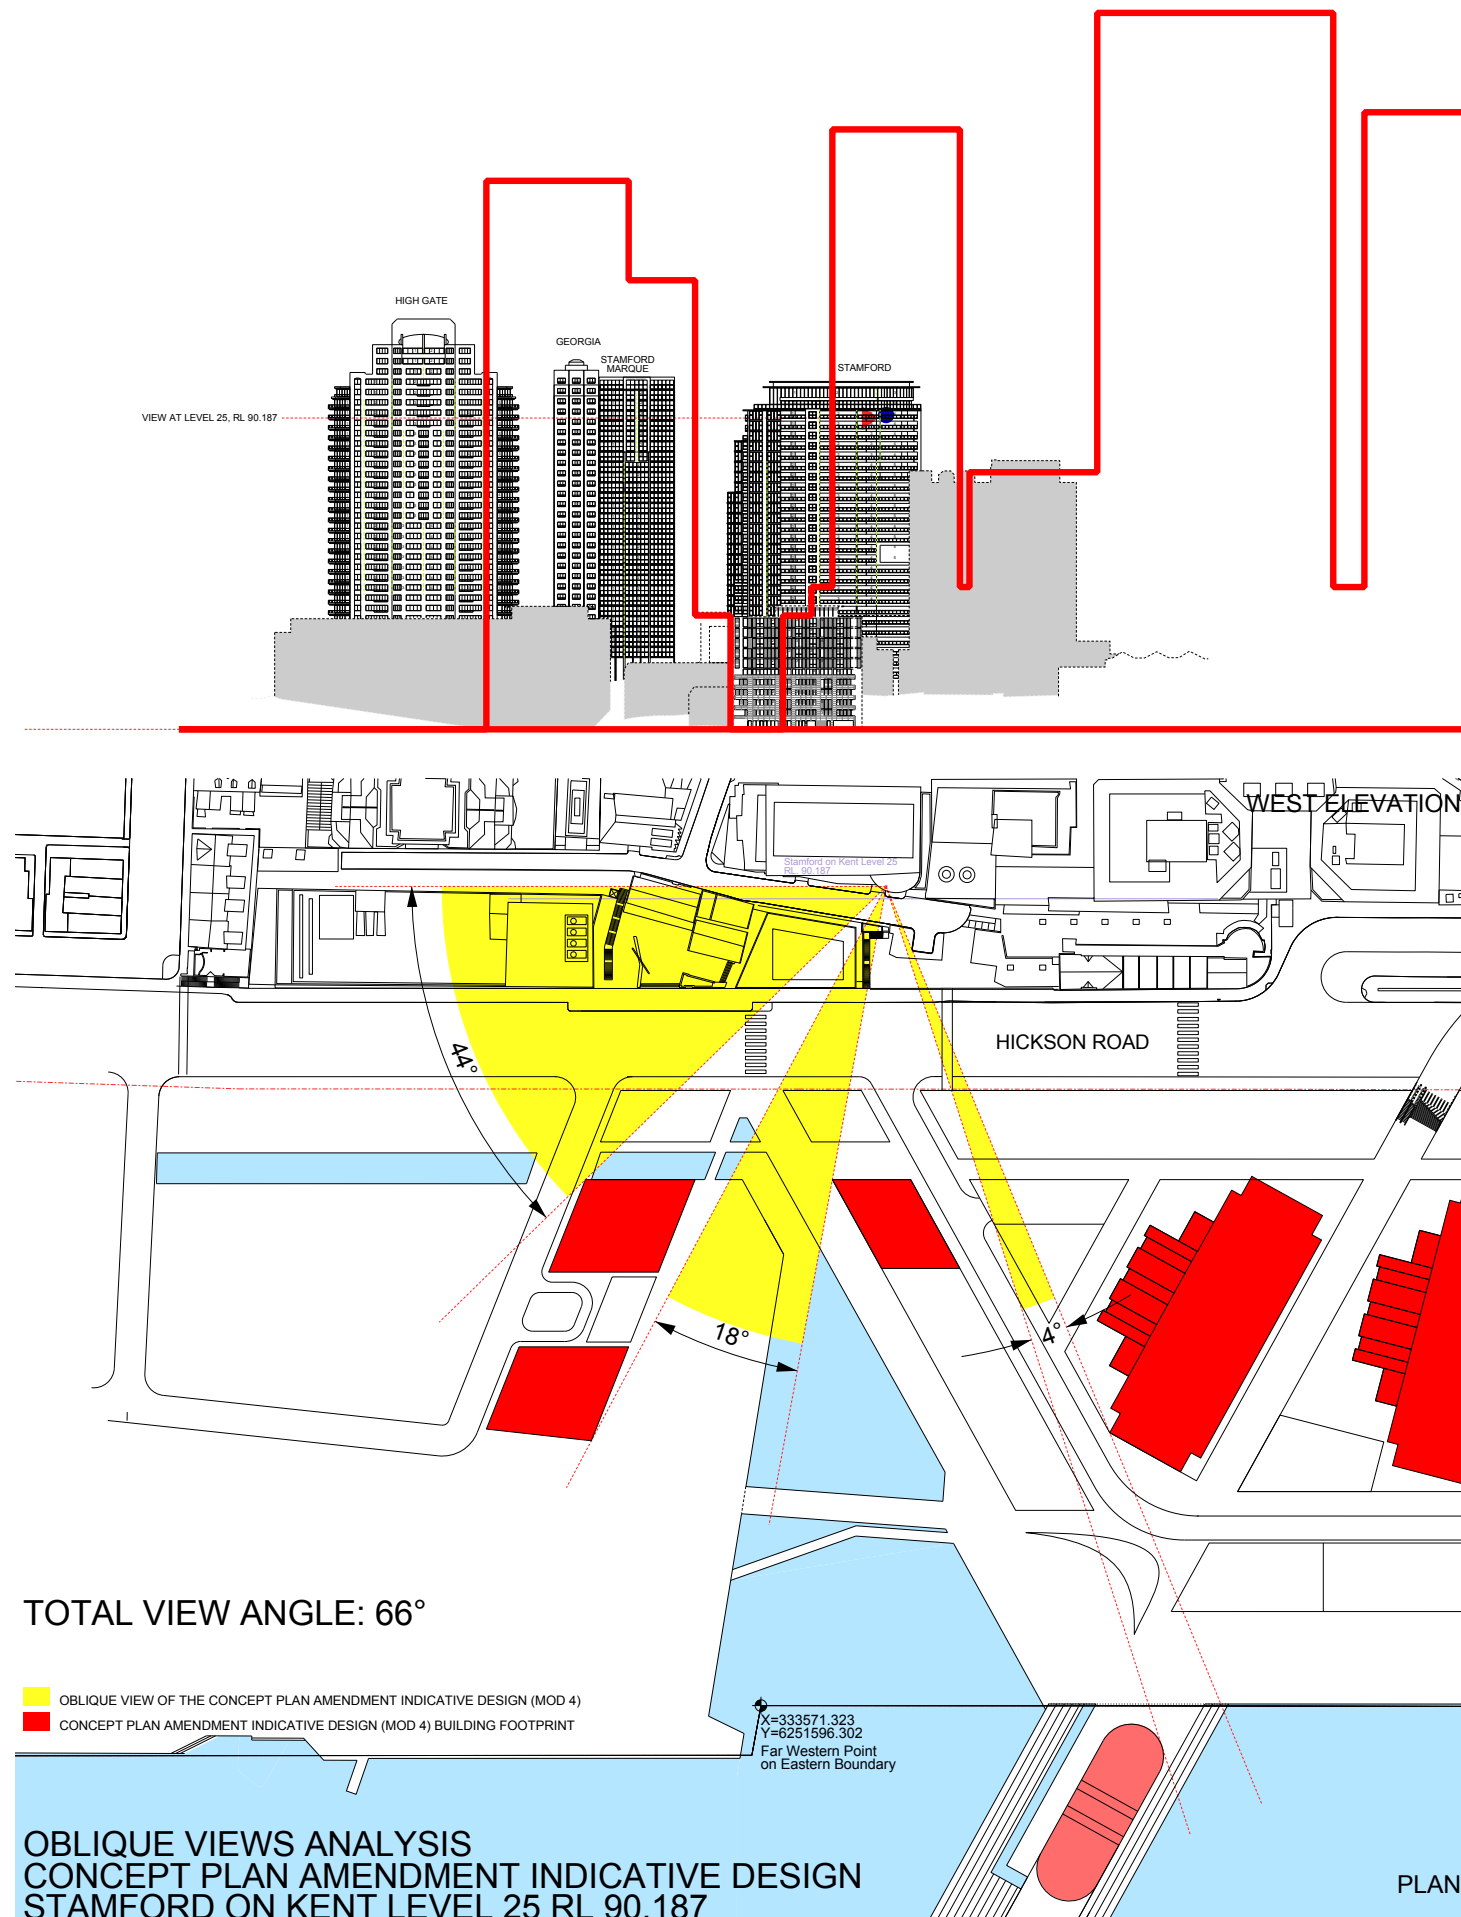 HIGH GATE
GEORGIA
STAMFORD
MARQUE
STAMFORD
VIEW AT LEVEL 25, RL 90.187
WEST ELEVATION
Stamford on Kent Level 25
RL. 90.187
44°
HICKSON ROAD
18°
4°
TOTAL VIEW ANGLE: 66°
OBLIQUE VIEW OF THE CONCEPT PLAN AMENDMENT INDICATIVE DESIGN (MOD 4)
CONCEPT PLAN AMENDMENT INDICATIVE DESIGN (MOD 4) BUILDING FOOTPRINT
X=333571.323
Y=6251596.302
Far Western Point
on Eastern Boundary
OBLIQUE VIEWS ANALYSIS
CONCEPT PLAN AMENDMENT INDICATIVE DESIGN
STAMFORD ON KENT LEVEL 25 RL 90.187
PLAN